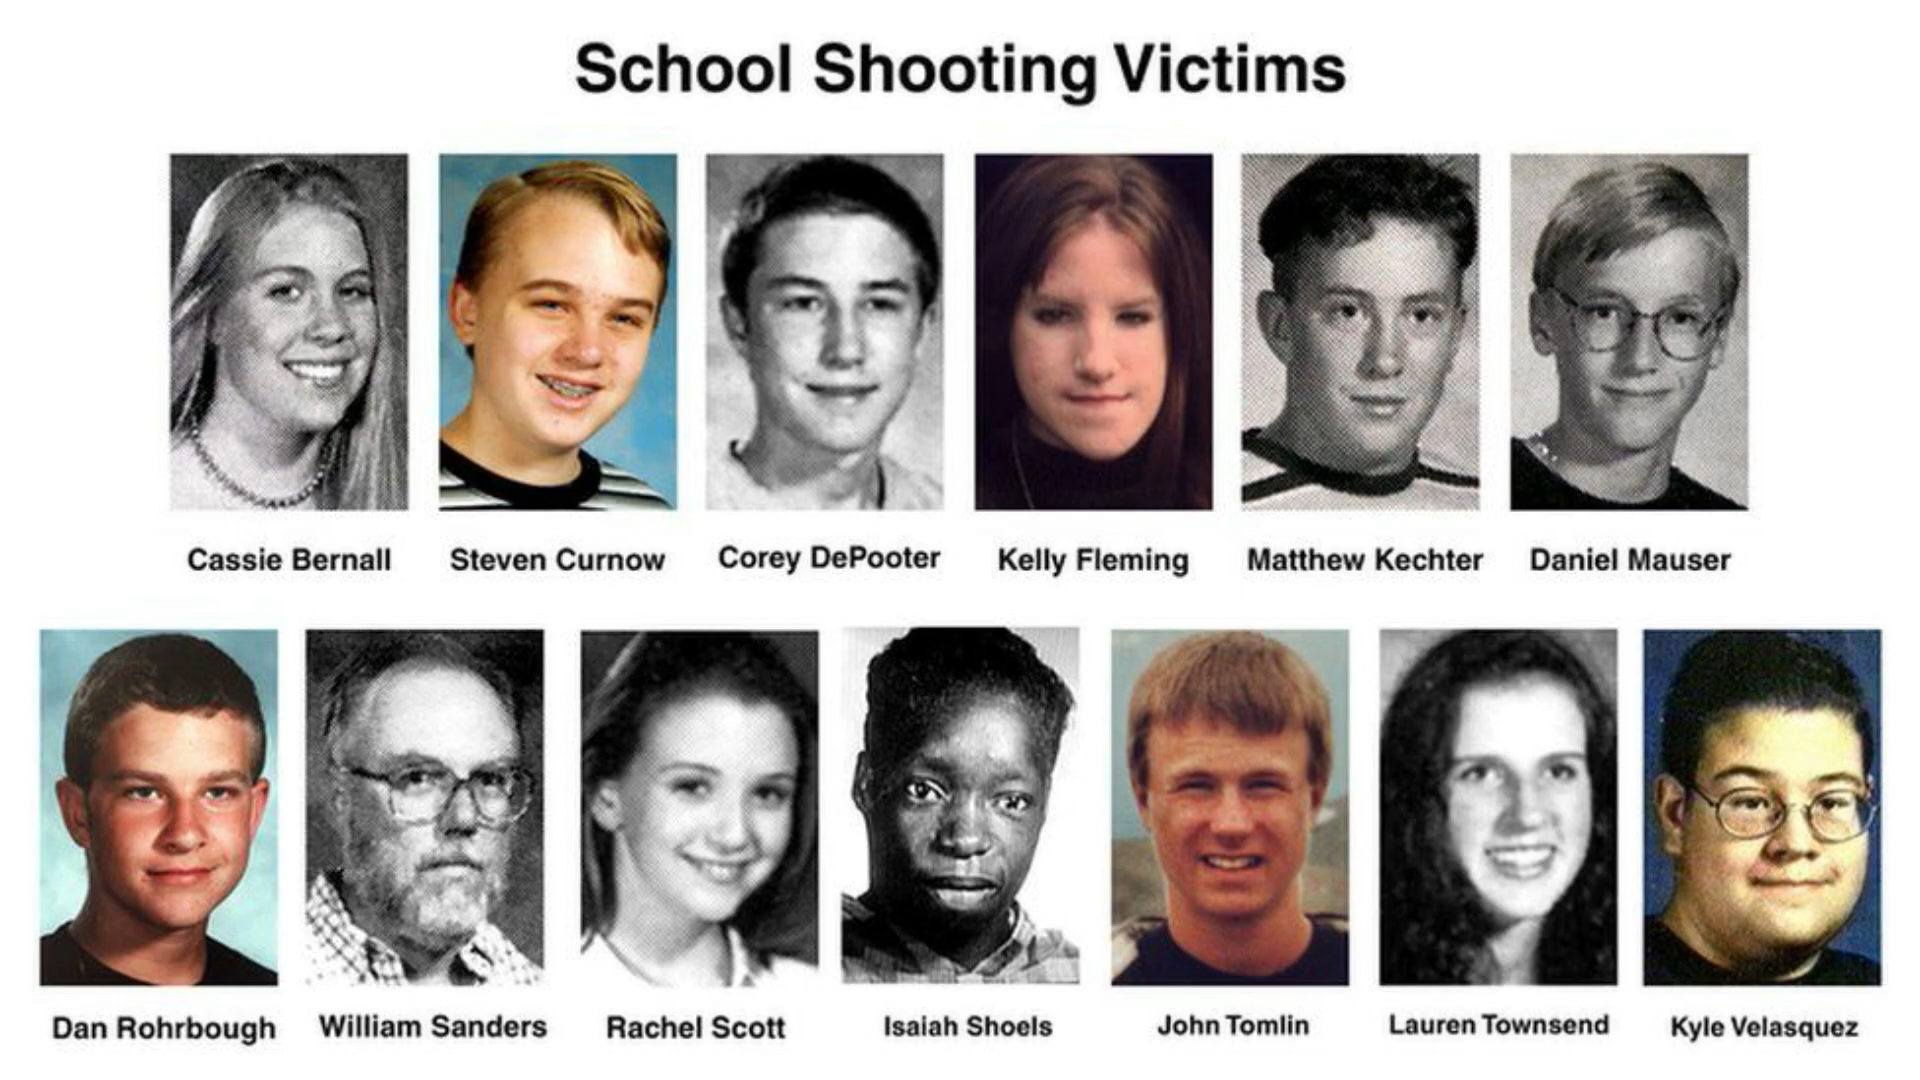 School Shooting Victims
Cassie Bernall
Steven Curnow
Corey DePooter
Kelly Fleming
Matthew Kechter
Daniel Mauser
Dan Rohrbough
William Sanders
Rachel Scott
Isaiah Shoels
John Tomlin
Lauren Townsend
Kyle Velasquez